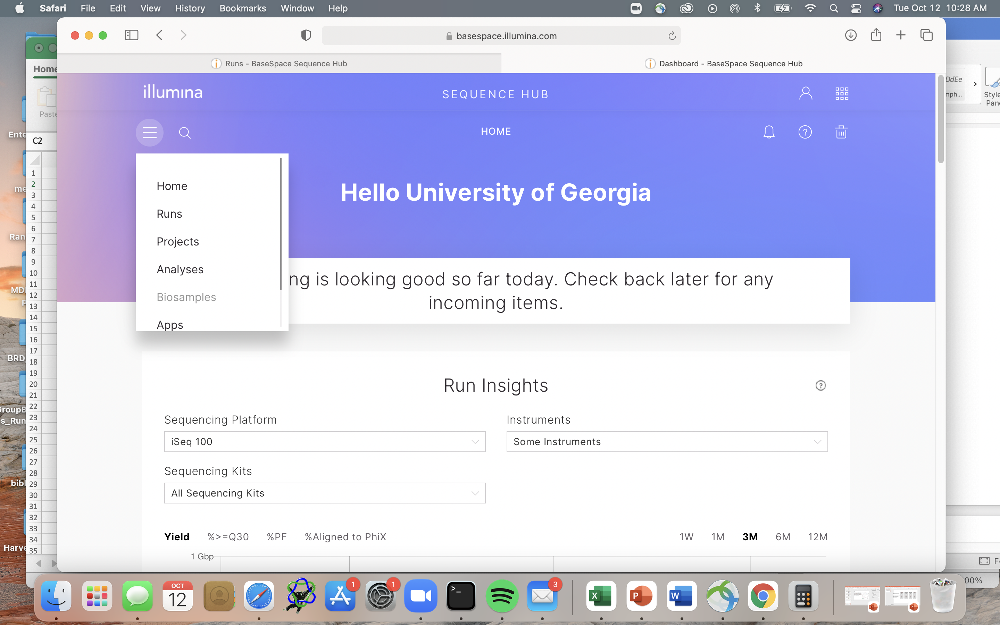 Safari File Edit View History Bookmarks Window Help Tue Oct 12 10:28 AM
basespace.illumina.com
Runs - BaseSpace Sequence Hub Dashboard - BaseSpace Sequence Hub
Home
Paste
C2
illumina SEQUENCE HUB
HOME
Home
Runs
Projects
Analyses
Biosamples
Apps
Hello University of Georgia
ng is looking good so far today. Check back later for any
incoming items.
Run Insights
Sequencing Platform Instruments
iSeq 100 Some Instruments
Sequencing Kits
All Sequencing Kits
Yield %>=Q30 %PF %Aligned to PhiX 1W 1M 3M 6M 12M
1 Gbp
1
2
3
4
5
6
7
8
9
10
11
12
13
14
15
16
17
18
19
20
21
22
23
24
25
26
27
28
29
30
31
32
33
34
35
Ente
me
Ran
MD
BRD
GroupB
s_Run
bibl
Harve
DdEe
mph...
Style
Pane
00%
OCT
12
1
1
3
X
P
W